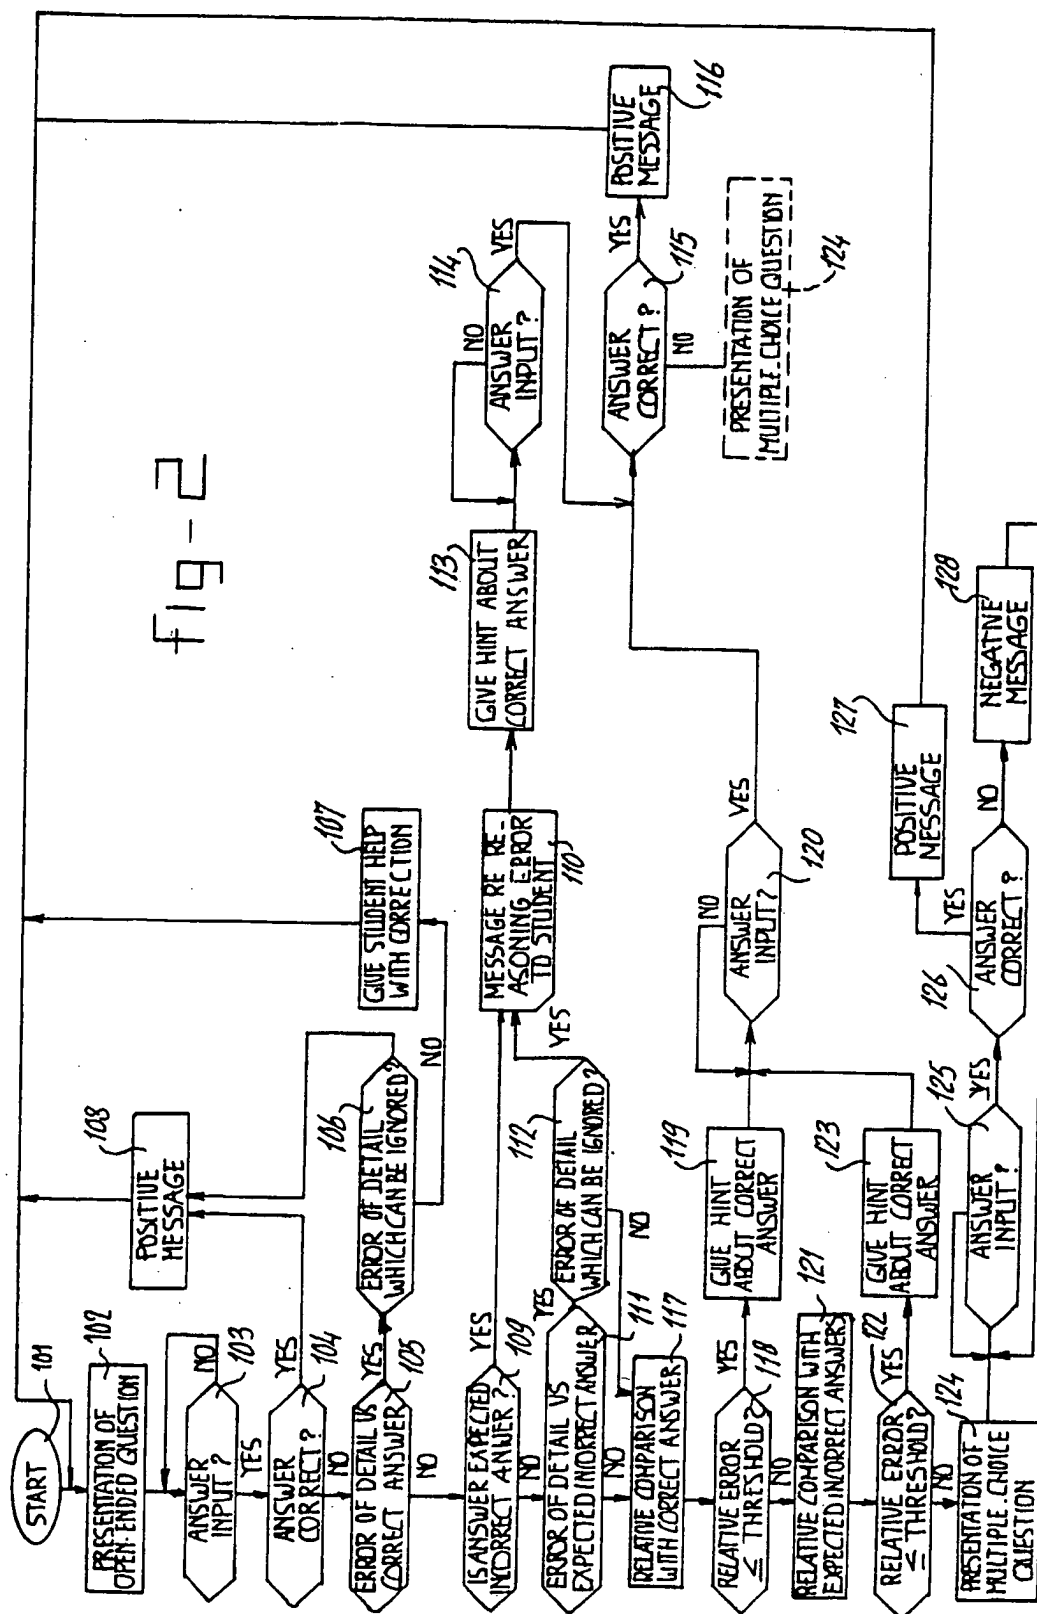 fig-2
START
101
PRESENTATION OF
OPEN-ENDED QUESTION
102
ANSWER
INPUT?
103
NO
YES
ANSWER
CORRECT?
104
YES
NO
POSITIVE
MESSAGE
108
ERROR OF DETAIL VS
CORRECT ANSWER
105
YES
NO
ERROR OF DETAIL
WHICH CAN BE IGNORED?
106
NO
GIVE STUDENT HELP
WITH CORRECTION
107
IS ANSWER EXPECTED
INCORRECT ANWER?
109
YES
NO
MESSAGE RE RE-
ASONING ERROR
TO STUDENT
110
ERROR OF DETAIL VS
EXPECTED INCORRECT ANSWER
111
YES
NO
ERROR OF DETAIL
WHICH CAN BE IGNORED?
112
YES
NO
GIVE HINT ABOUT
CORRECT ANSWER
113
ANSWER
INPUT?
114
NO
YES
ANSWER
CORRECT?
115
YES
NO
POSITIVE
MESSAGE
116
PRESENTATION OF
MULTIPLE CHOICE QUESTION
124
RELATIVE COMPARISON
WITH CORRECT ANSWER
117
RELATIVE ERROR
≤ THRESHOLD?
118
YES
NO
GIVE HINT
ABOUT CORRECT
ANSWER
119
ANSWER
INPUT?
120
NO
YES
RELATIVE COMPARISON WITH
EXPECTED INCORRECT ANSWERS
121
RELATIVE ERROR
≤ THRESHOLD?
122
YES
NO
GIVE HINT
ABOUT CORRECT
ANSWER
123
PRESENTATION OF
MULTIPLE-CHOICE
QUESTION
124
ANSWER
INPUT?
125
YES
ANSWER
CORRECT?
126
YES
NO
POSITIVE
MESSAGE
127
NEGATIVE
MESSAGE
128